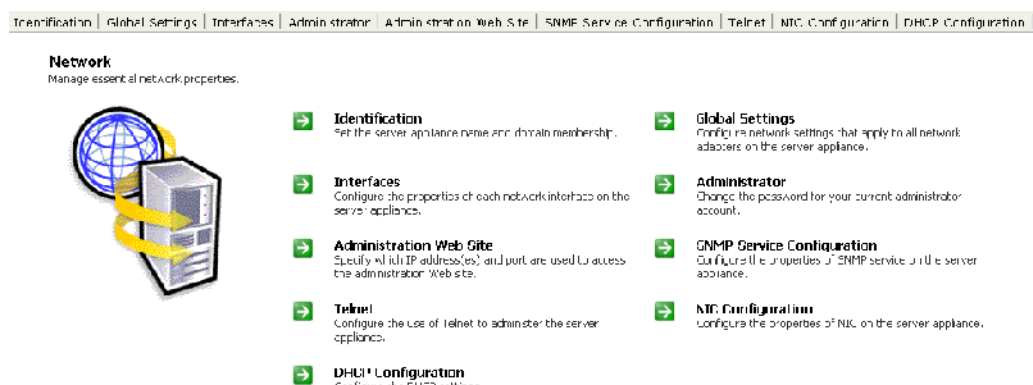 Identification | Global Settings | Interfaces | Administrator | Administration Web Site | SNMP Service Configuration | Telnet | NIC Configuration | DHCP Configuration
Network
Manage essential network properties.
Identification
Set the server appliance name and domain membership.
Global Settings
Configure network settings that apply to all network
adapters on the server appliance.
Interfaces
Configure the properties of each network interface on the
server appliance.
Administrator
Change the password for your current administrator
account.
Administration Web Site
Specify which IP address(es) and port are used to access
the administration Web site.
SNMP Service Configuration
Configure the properties of SNMP service on the server
appliance.
Telnet
Configure the use of Telnet to administer the server
appliance.
NIC Configuration
Configure the properties of NIC on the server appliance.
DHCP Configuration